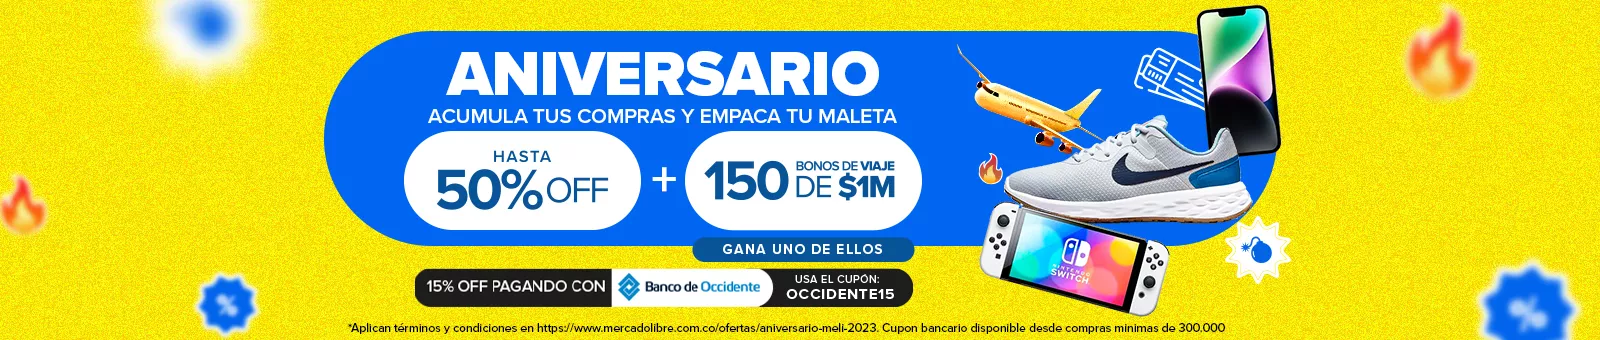 ANIVERSARIO
ACUMULA TUS COMPRAS Y EMPACA TU MALETA
HASTA
50% OFF
+
150 BONOS DE VIAJE
DE $1M
GANA UNO DE ELLOS
15% OFF PAGANDO CON
Banco de Occidente
USA EL CUPÓN:
OCCIDENTE15
NINTENDO
SWITCH
*Aplican términos y condiciones en https://www.mercadolibre.com.co/ofertas/aniversario-meli-2023. Cupon bancario disponible desde compras minimas de 300.000
%
%